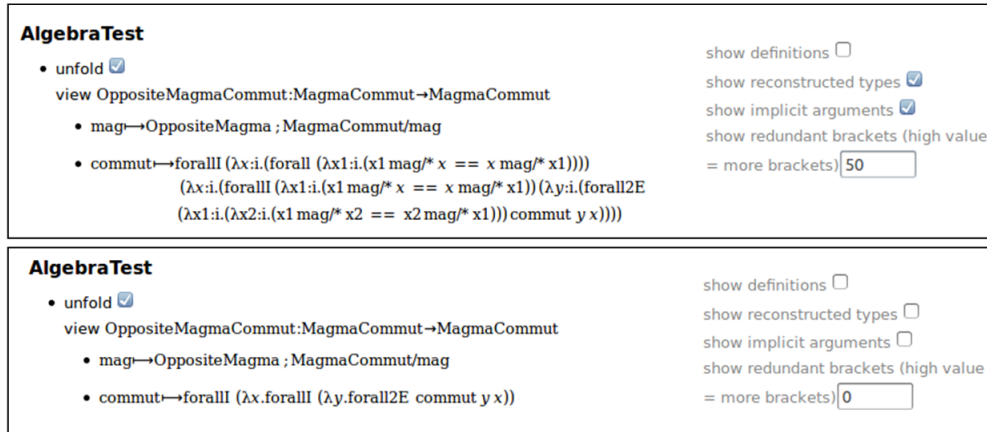 AlgebraTest
show definitions
• unfold
show reconstructed types
view OppositeMagmaCommut:MagmaCommut→MagmaCommut
show implicit arguments
• mag⟼OppositeMagma ; MagmaCommut/mag
show redundant brackets (high value
= more brackets) 50
• commut⟼forallI (λx:i.(forall (λx1:i.(x1 mag/* x == x mag/* x1))))
(λx:i.(forallI (λx1:i.(x1 mag/* x == x mag/* x1)) (λy:i.(forall2E
(λx1:i.(λx2:i.(x1 mag/* x2 == x2 mag/* x1))) commut y x))))
AlgebraTest
show definitions
• unfold
show reconstructed types
view OppositeMagmaCommut:MagmaCommut→MagmaCommut
show implicit arguments
• mag⟼OppositeMagma ; MagmaCommut/mag
show redundant brackets (high value
= more brackets) 0
• commut⟼forallI (λx.forallI (λy.forall2E commut y x))